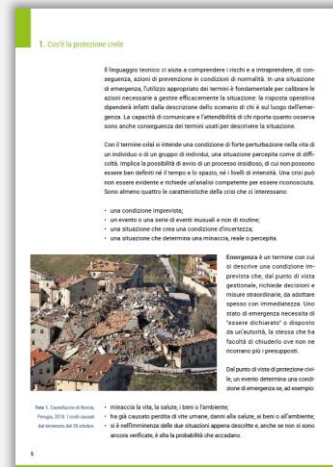 1. Cos'è la protezione civile
Il linguaggio tecnico ci aiuta a comprendere i rischi e a intraprendere, di con-
seguenza, azioni di prevenzione in condizioni di normalità. In una situazione
di emergenza, l'utilizzo appropriato dei termini è fondamentale per calibrare le
azioni necessarie a gestire efficacemente la situazione: la risposta operativa
dipenderà infatti dalla descrizione dello scenario di chi è sul luogo dell'emer-
genza. La capacità di comunicare e l'attendibilità di chi riporta quanto osserva
sono anche conseguenza dei termini usati per descrivere la situazione.
Con il termine crisi si intende una condizione di forte perturbazione nella vita di
un individuo o di un gruppo di individui, una situazione percepita come di diffi-
coltà. Implica la possibilità di avvio di un processo insidioso, di cui non possono
essere ben definiti né il tempo e lo spazio, né i livelli di intensità. Una crisi può
non essere evidente e richiede un'analisi competente per essere riconosciuta.
Sono almeno quattro le caratteristiche della crisi che ci interessano:
• una condizione imprevista;
• un evento o una serie di eventi inusuali e non di routine;
• una situazione che crea una condizione d'incertezza;
• una situazione che determina una minaccia, reale o percepita.
Emergenza è un termine con cui
si descrive una condizione im-
prevista che, dal punto di vista
gestionale, richiede decisioni e
misure straordinarie, da adottare
spesso con immediatezza. Uno
stato di emergenza necessita di
"essere dichiarato" o disposto
da un'autorità, la stessa che ha
facoltà di chiuderlo ove non ne
ricorrano più i presupposti.
Dal punto di vista di protezione civi-
le, un evento determina una condi-
zione di emergenza se, ad esempio:
Foto 1. Castelluccio di Norcia,
Perugia, 2016. I crolli causati
dal terremoto del 30 ottobre.
• minaccia la vita, la salute, i beni o l'ambiente;
• ha già causato perdita di vite umane, danni alla salute, ai beni o all'ambiente;
• si è nell'imminenza delle due situazioni appena descritte e, anche se non si sono
ancora verificate, è alta la probabilità che accadano.
6